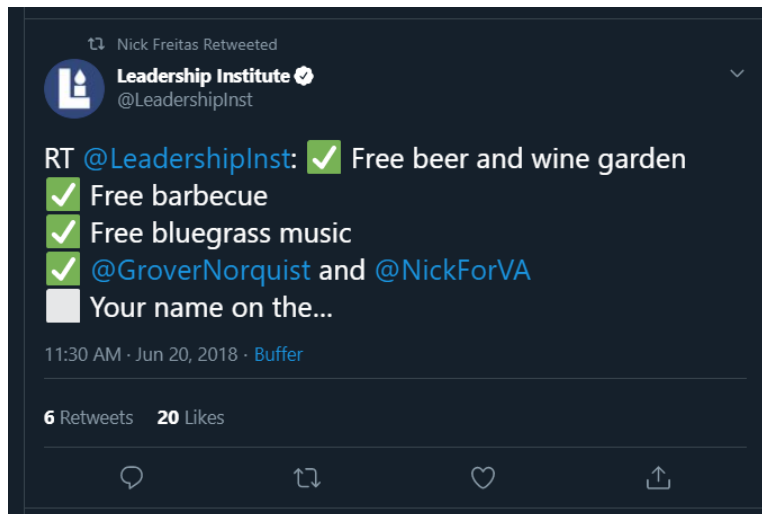 Nick Freitas Retweeted
Leadership Institute
@LeadershipInst
RT @LeadershipInst: ✅ Free beer and wine garden
✅ Free barbecue
✅ Free bluegrass music
✅ @GroverNorquist and @NickForVA
⬜ Your name on the...
11:30 AM · Jun 20, 2018 · Buffer
6 Retweets 20 Likes